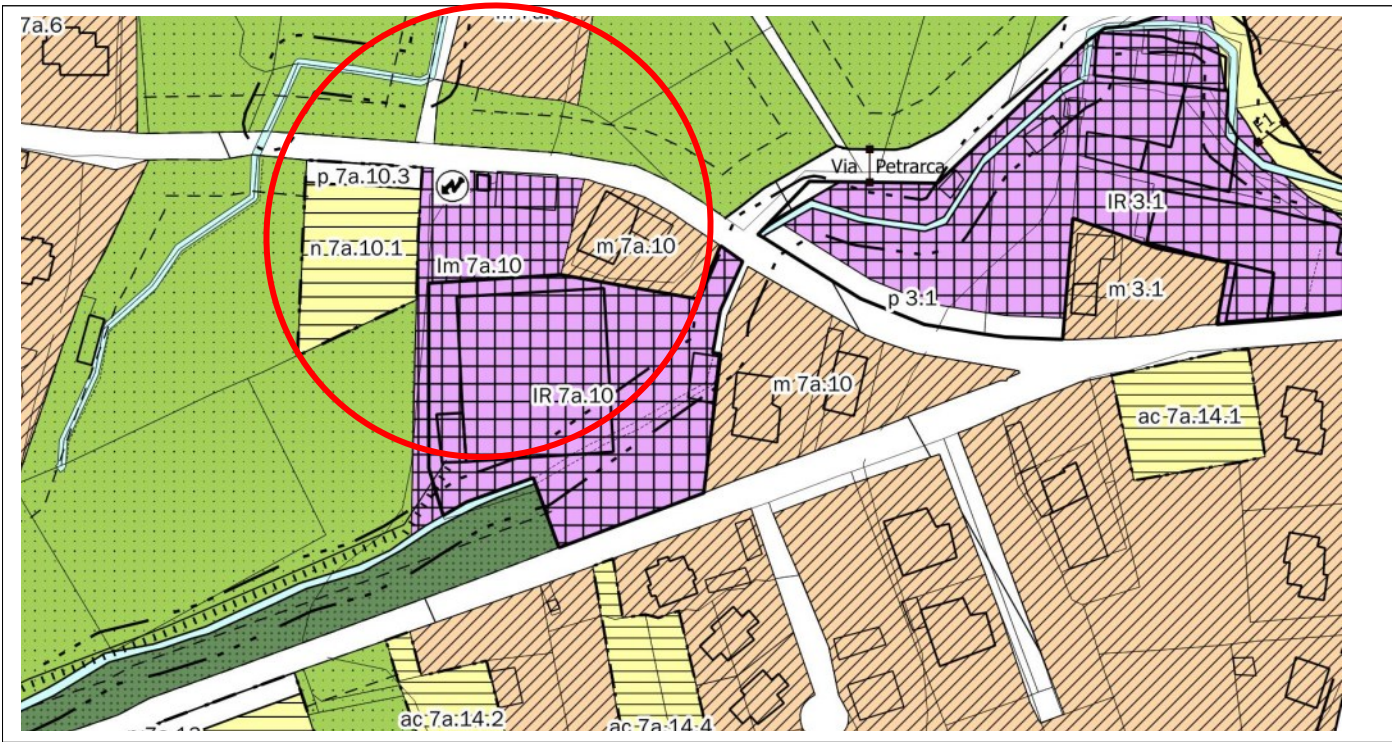 7a.6
p 7a.10.3
n 7a.10.1
Im 7a.10
m 7a.10
IR 7a.10
Via Petrarca
IR 3.1
F1
p 3.1
m 3.1
m 7a.10
ac 7a.14.1
ac 7a.14.2
ac 7a.14.4